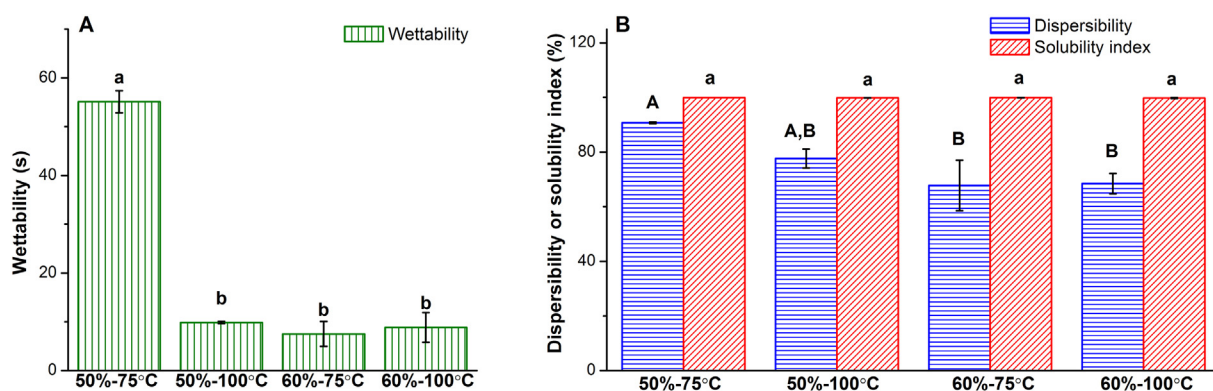 A
Wettability
Wettability (s)
60
40
20
0
a
b
b
b
50%-75°C
50%-100°C
60%-75°C
60%-100°C
B
Dispersibility
Solubility index
Dispersibility or solubility index (%)
120
80
40
0
A
a
A,B
a
B
a
B
a
50%-75°C
50%-100°C
60%-75°C
60%-100°C